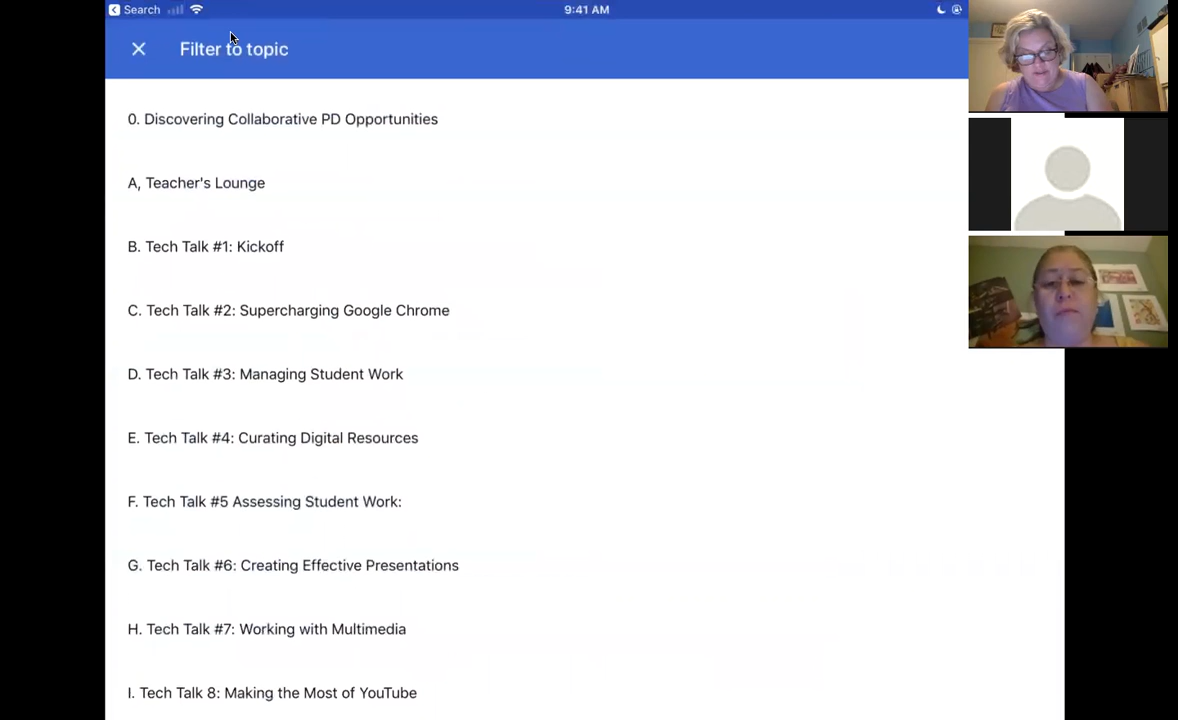 Search
9:41 AM
Filter to topic
0. Discovering Collaborative PD Opportunities
A, Teacher's Lounge
B. Tech Talk #1: Kickoff
C. Tech Talk #2: Supercharging Google Chrome
D. Tech Talk #3: Managing Student Work
E. Tech Talk #4: Curating Digital Resources
F. Tech Talk #5 Assessing Student Work:
G. Tech Talk #6: Creating Effective Presentations
H. Tech Talk #7: Working with Multimedia
I. Tech Talk 8: Making the Most of YouTube